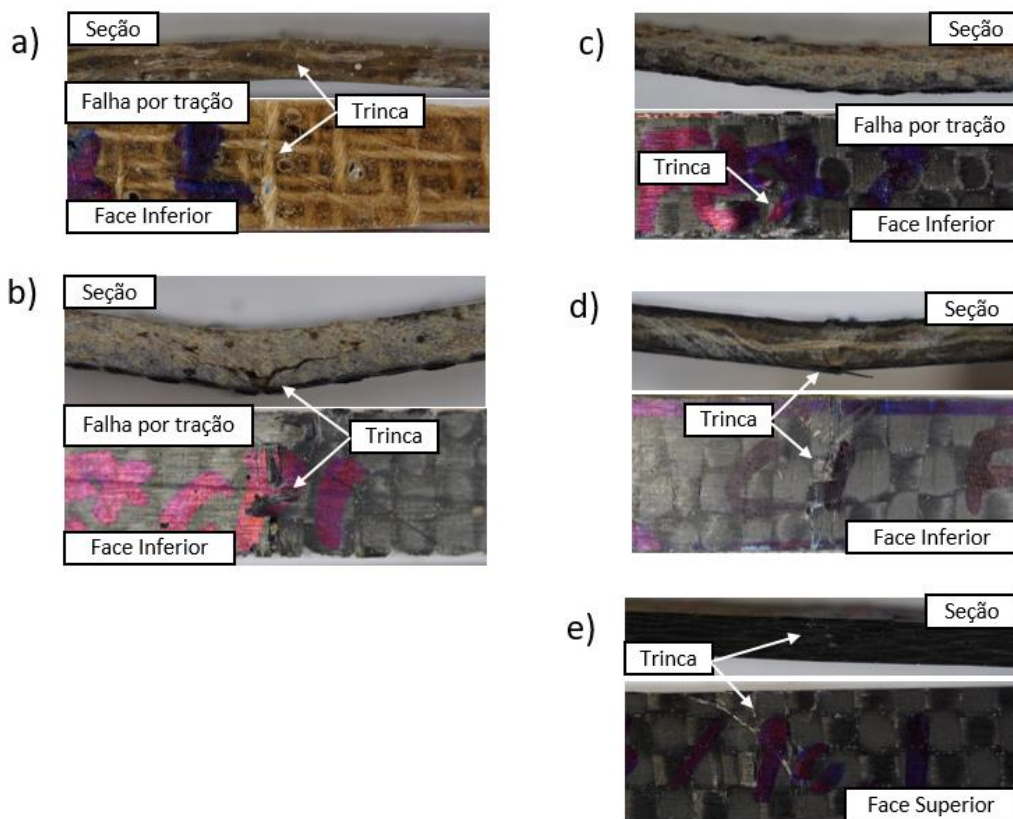 a)
Seção
Falha por tração
Trinca
Face Inferior
b)
Seção
Falha por tração
Trinca
Face Inferior
c)
Seção
Falha por tração
Trinca
Face Inferior
d)
Seção
Trinca
Face Inferior
e)
Seção
Trinca
Face Superior